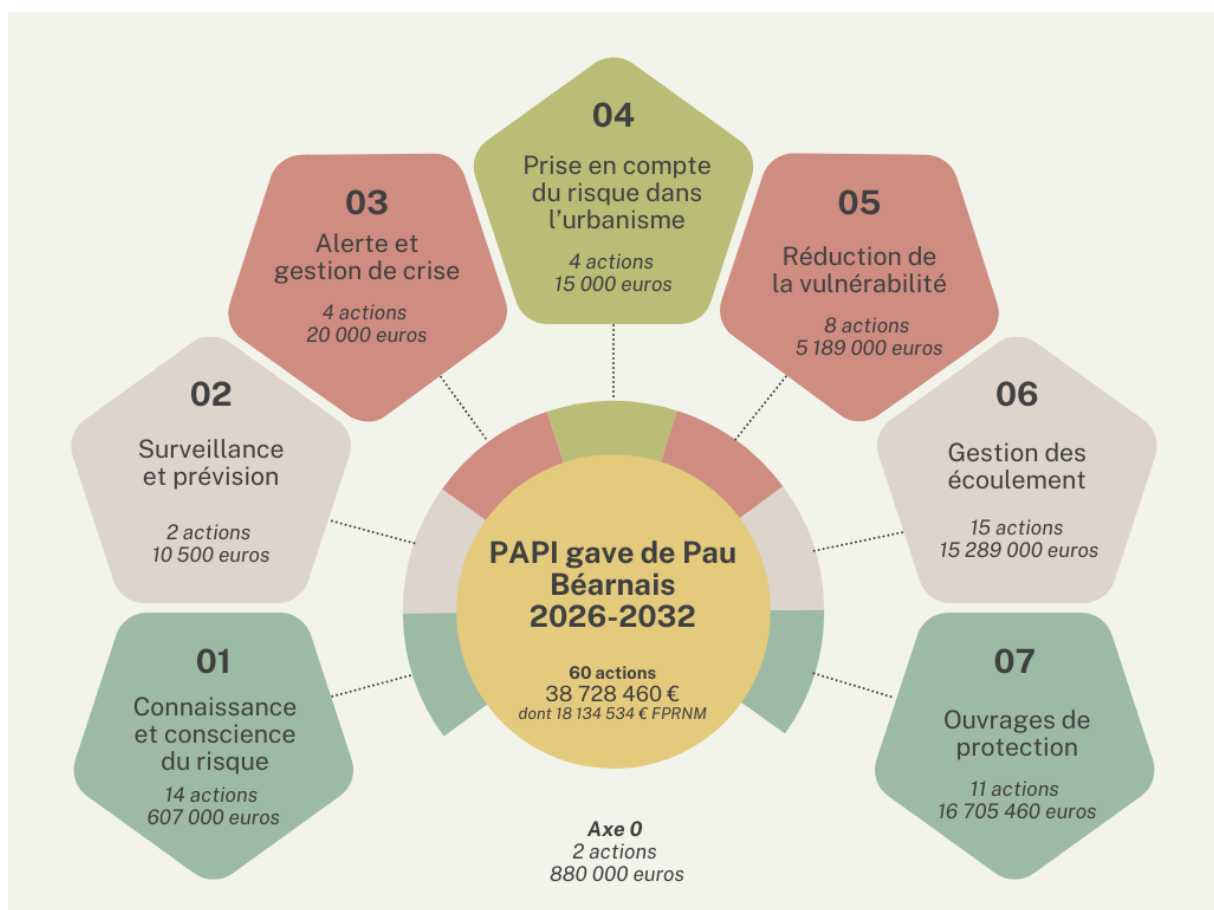 04
Prise en compte
du risque dans
l'urbanisme
4 actions
15 000 euros
03
Alerte et
gestion de crise
4 actions
20 000 euros
05
Réduction de
la vulnérabilité
8 actions
5 189 000 euros
02
Surveillance
et prévision
2 actions
10 500 euros
06
Gestion des
écoulement
15 actions
15 289 000 euros
PAPI gave de Pau
Béarnais
2026-2032
60 actions
38 728 460 €
dont 18 134 534 € FPRNM
01
Connaissance
et conscience
du risque
14 actions
607 000 euros
07
Ouvrages de
protection
11 actions
16 705 460 euros
Axe 0
2 actions
880 000 euros